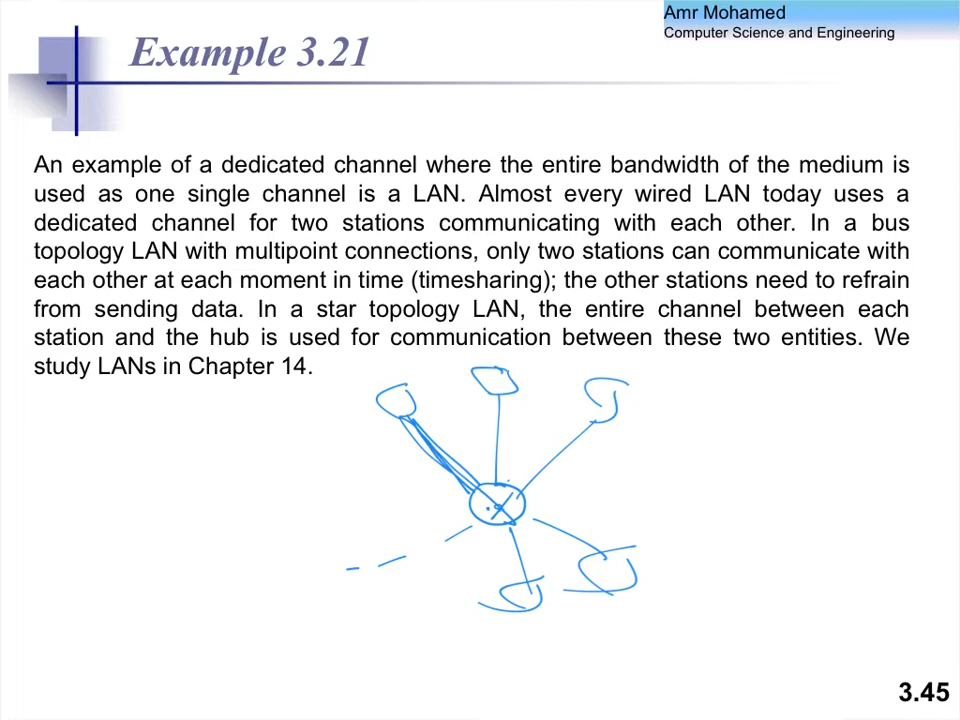 Amr Mohamed
Computer Science and Engineering
Example 3.21
An example of a dedicated channel where the entire bandwidth of the medium is
used as one single channel is a LAN. Almost every wired LAN today uses a
dedicated channel for two stations communicating with each other. In a bus
topology LAN with multipoint connections, only two stations can communicate with
each other at each moment in time (timesharing); the other stations need to refrain
from sending data. In a star topology LAN, the entire channel between each
station and the hub is used for communication between these two entities. We
study LANs in Chapter 14.
3.45